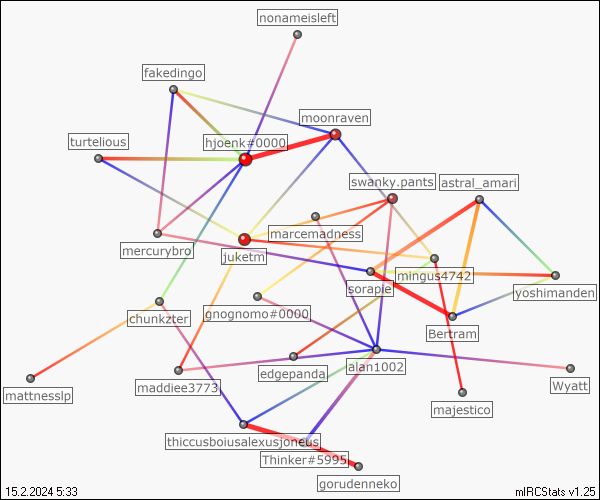 nonameisleft
fakedingo
moonraven
turtelious
hjoenk#0000
swanky.pants
astral_amari
marcemadness
mercurybro
juketm
mingus4742
sorapie
yoshimanden
gnognomo#0000
chunkzter
Bertram
edgepanda
alan1002
maddiee3773
Wyatt
mattnesslp
majestico
thiccusboiusalexusjoneus
Thinker#5995
gorudenneko
15.2.2024 5:33
mIRCStats v1.25